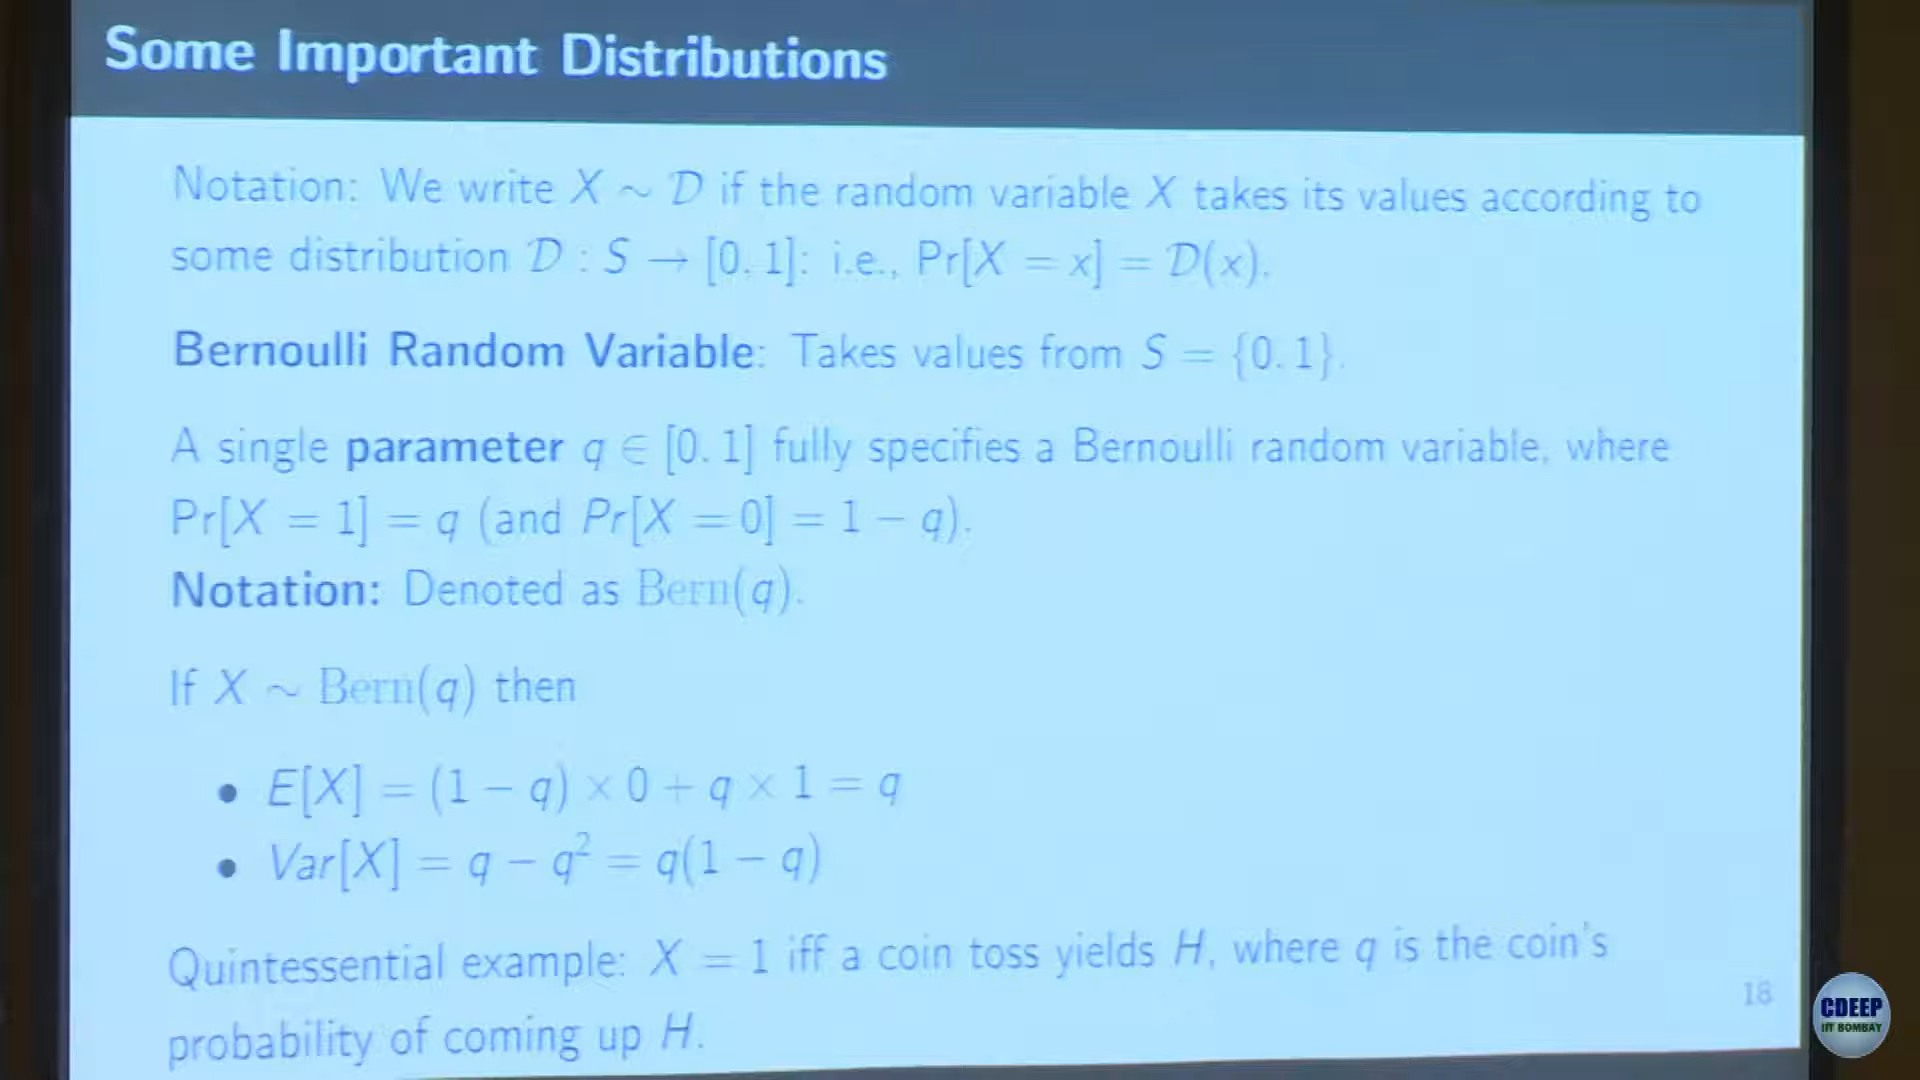 Some Important Distributions
Notation: We write X ∼ 𝒟 if the random variable X takes its values according to
some distribution 𝒟 : S → [0, 1]: i.e., Pr[X = x] = 𝒟(x).
Bernoulli Random Variable: Takes values from S = {0, 1}.
A single parameter q ∈ [0, 1] fully specifies a Bernoulli random variable, where
Pr[X = 1] = q (and Pr[X = 0] = 1 − q).
Notation: Denoted as Bern(q).
If X ∼ Bern(q) then
• E[X] = (1 − q) × 0 + q × 1 = q
• Var[X] = q − q² = q(1 − q)
Quintessential example: X = 1 iff a coin toss yields H, where q is the coin's
probability of coming up H.
18
CDEEP
IIT BOMBAY